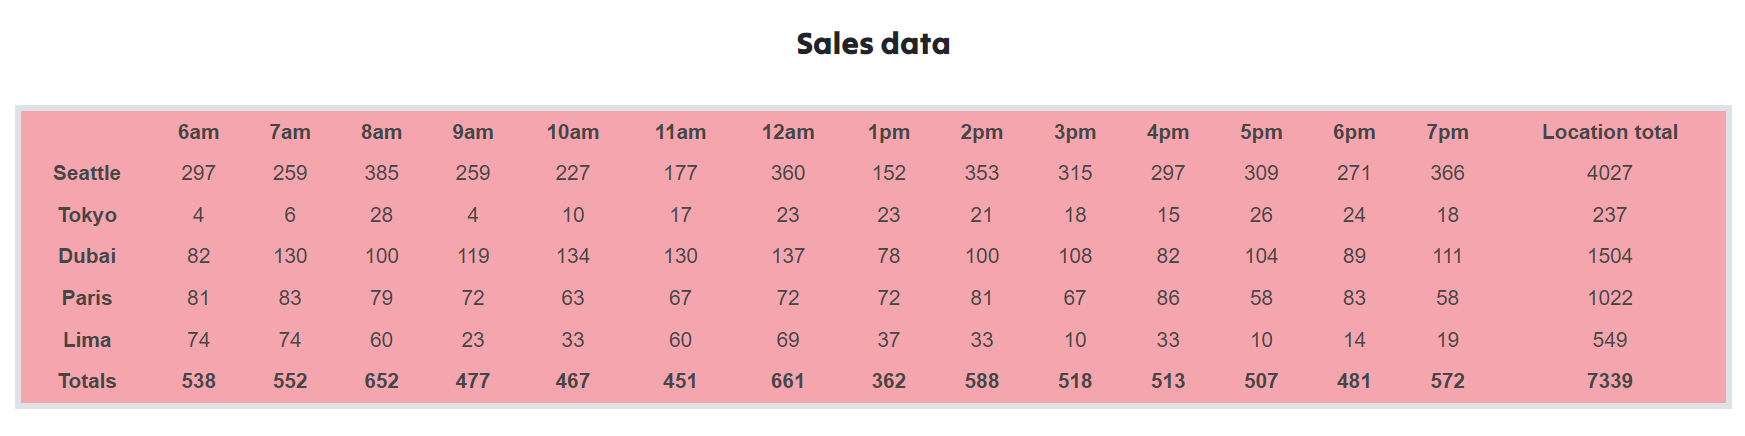 Sales data
6am 7am 8am 9am 10am 11am 12am 1pm 2pm 3pm 4pm 5pm 6pm 7pm Location total
Seattle 297 259 385 259 227 177 360 152 353 315 297 309 271 366 4027
Tokyo 4 6 28 4 10 17 23 23 21 18 15 26 24 18 237
Dubai 82 130 100 119 134 130 137 78 100 108 82 104 89 111 1504
Paris 81 83 79 72 63 67 72 72 81 67 86 58 83 58 1022
Lima 74 74 60 23 33 60 69 37 33 10 33 10 14 19 549
Totals 538 552 652 477 467 451 661 362 588 518 513 507 481 572 7339